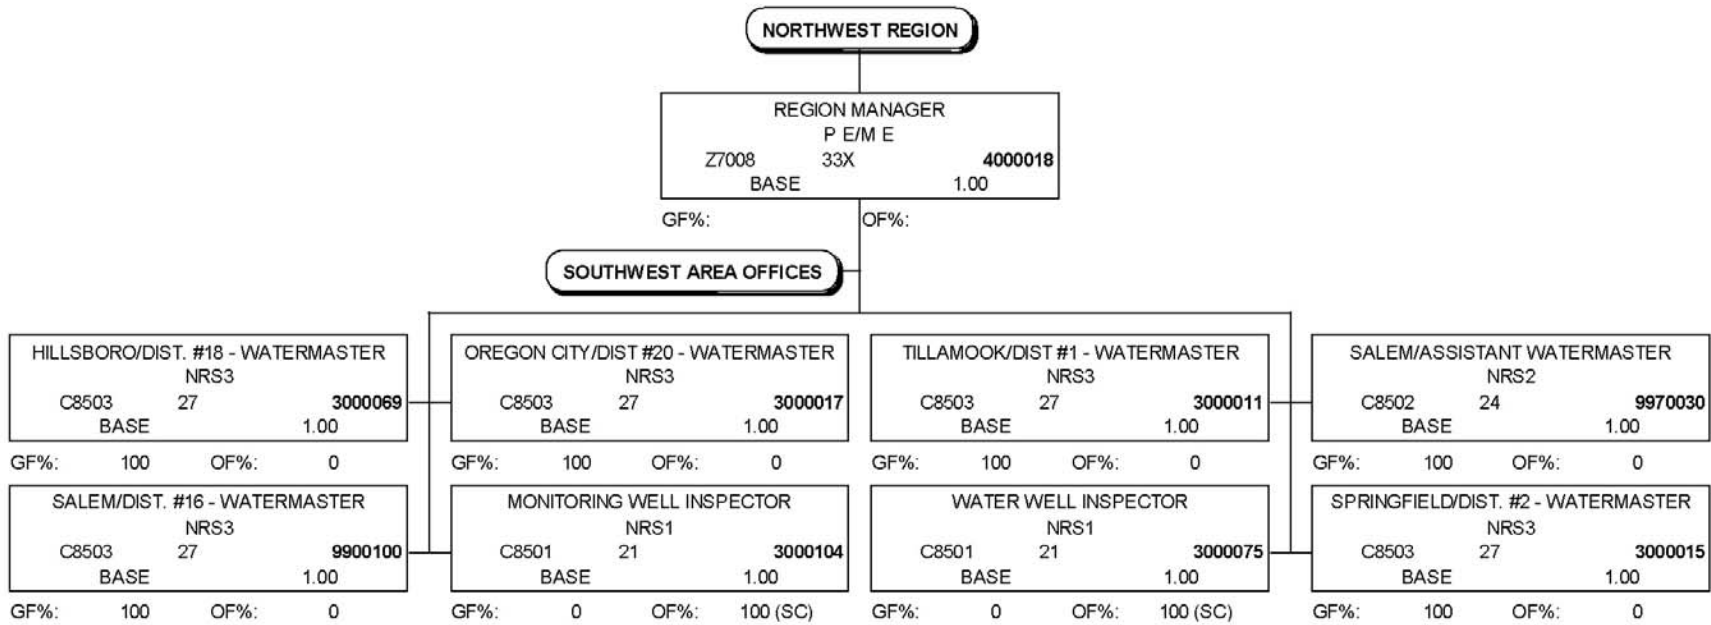 NORTHWEST REGION
REGION MANAGER
P E/M E
Z7008 33X 4000018
BASE 1.00
GF%: OF%:
SOUTHWEST AREA OFFICES
HILLSBORO/DIST. #18 - WATERMASTER
NRS3
C8503 27 3000069
BASE 1.00
GF%: 100 OF%: 0
OREGON CITY/DIST #20 - WATERMASTER
NRS3
C8503 27 3000017
BASE 1.00
GF%: 100 OF%: 0
TILLAMOOK/DIST #1 - WATERMASTER
NRS3
C8503 27 3000011
BASE 1.00
GF%: 100 OF%: 0
SALEM/ASSISTANT WATERMASTER
NRS2
C8502 24 9970030
BASE 1.00
GF%: 100 OF%: 0
SALEM/DIST. #16 - WATERMASTER
NRS3
C8503 27 9900100
BASE 1.00
GF%: 100 OF%: 0
MONITORING WELL INSPECTOR
NRS1
C8501 21 3000104
BASE 1.00
GF%: 0 OF%: 100 (SC)
WATER WELL INSPECTOR
NRS1
C8501 21 3000075
BASE 1.00
GF%: 0 OF%: 100 (SC)
SPRINGFIELD/DIST. #2 - WATERMASTER
NRS3
C8503 27 3000015
BASE 1.00
GF%: 100 OF%: 0